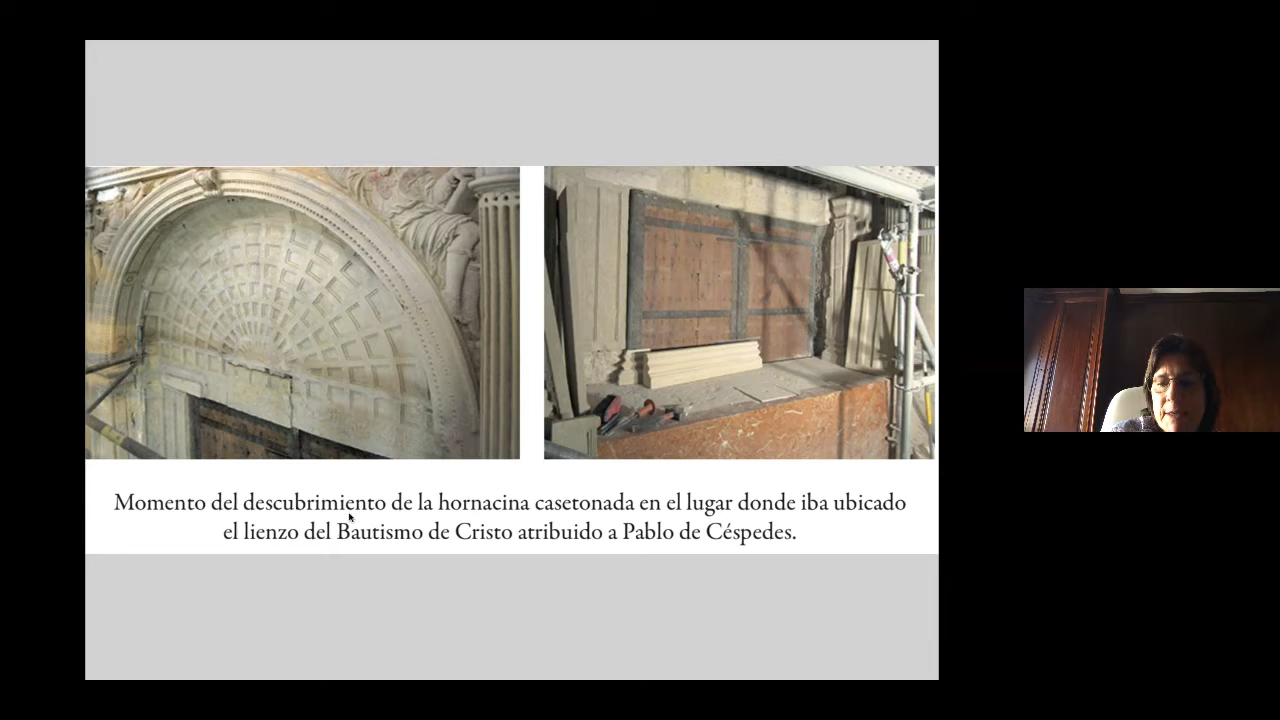 Momento del descubrimiento de la hornacina casetonada en el lugar donde iba ubicado
el lienzo del Bautismo de Cristo atribuido a Pablo de Céspedes.